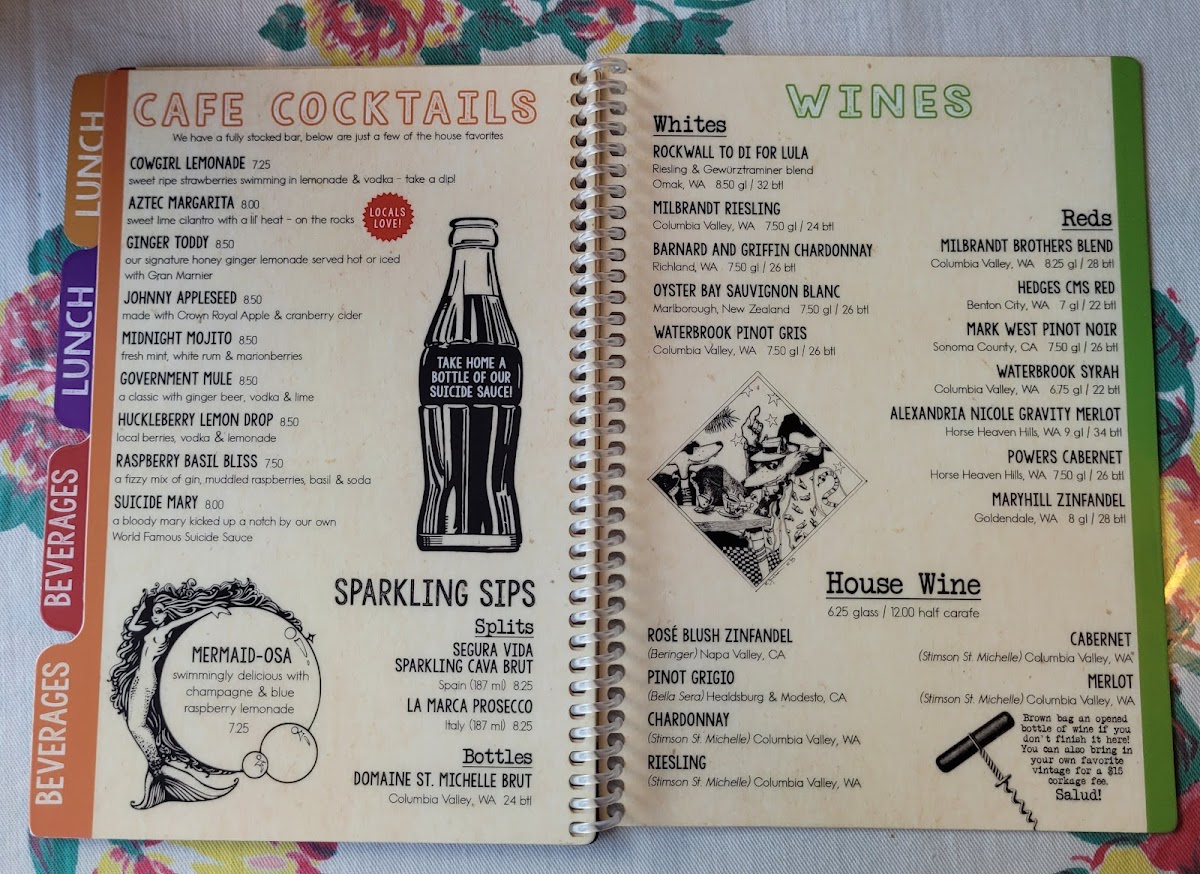 LUNCH
LUNCH
BEVERAGES
BEVERAGES
CAFE COCKTAILS
We have a fully stocked bar, below are just a few of the house favorites
COWGIRL LEMONADE 7.25
sweet ripe strawberries swimming in lemonade & vodka - take a dip!
AZTEC MARGARITA 8.00
sweet lime cilantro with a lil' heat - on the rocks
LOCALS
LOVE!
GINGER TODDY 8.50
our signature honey ginger lemonade served hot or iced
with Gran Marnier
JOHNNY APPLESEED 8.50
made with Crown Royal Apple & cranberry cider
MIDNIGHT MOJITO 8.50
fresh mint, white rum & marionberries
GOVERNMENT MULE 8.50
a classic with ginger beer, vodka & lime
HUCKLEBERRY LEMON DROP 8.50
local berries, vodka & lemonade
RASPBERRY BASIL BLISS 7.50
a fizzy mix of gin, muddled raspberries, basil & soda
SUICIDE MARY 8.00
a bloody mary kicked up a notch by our own
World Famous Suicide Sauce
TAKE HOME A
BOTTLE OF OUR
SUICIDE SAUCE!
MERMAID-OSA
swimmingly delicious with
champagne & blue
raspberry lemonade
7.25
SPARKLING SIPS
Splits
SEGURA VIDA
SPARKLING CAVA BRUT
Spain (187 ml) 8.25
LA MARCA PROSECCO
Italy (187 ml) 8.25
Bottles
DOMAINE ST. MICHELLE BRUT
Columbia Valley, WA 24 btl
WINES
Whites
ROCKWALL TO DI FOR LULA
Riesling & Gewürztraminer blend
Omak, WA 8.50 gl / 32 btl
MILBRANDT RIESLING
Columbia Valley, WA 7.50 gl / 24 btl
BARNARD AND GRIFFIN CHARDONNAY
Richland, WA 7.50 gl / 26 btl
OYSTER BAY SAUVIGNON BLANC
Marlborough, New Zealand 7.50 gl / 26 btl
WATERBROOK PINOT GRIS
Columbia Valley, WA 7.50 gl / 26 btl
Reds
MILBRANDT BROTHERS BLEND
Columbia Valley, WA 8.25 gl / 28 btl
HEDGES CMS RED
Benton City, WA 7 gl / 22 btl
MARK WEST PINOT NOIR
Sonoma County, CA 7.50 gl / 26 btl
WATERBROOK SYRAH
Columbia Valley, WA 6.75 gl / 22 btl
ALEXANDRIA NICOLE GRAVITY MERLOT
Horse Heaven Hills, WA 9 gl / 34 btl
POWERS CABERNET
Horse Heaven Hills, WA 7.50 gl / 26 btl
MARYHILL ZINFANDEL
Goldendale, WA 8 gl / 28 btl
House Wine
6.25 glass / 12.00 half carafe
ROSÉ BLUSH ZINFANDEL
(Beringer) Napa Valley, CA
PINOT GRIGIO
(Bella Sera) Healdsburg & Modesto, CA
CHARDONNAY
(Stimson St. Michelle) Columbia Valley, WA
RIESLING
(Stimson St. Michelle) Columbia Valley, WA
CABERNET
(Stimson St. Michelle) Columbia Valley, WA
MERLOT
(Stimson St. Michelle) Columbia Valley, WA
Brown bag an opened
bottle of wine if you
don't finish it here!
You can also bring in
your own favorite
vintage for a $15
corkage fee.
Salud!